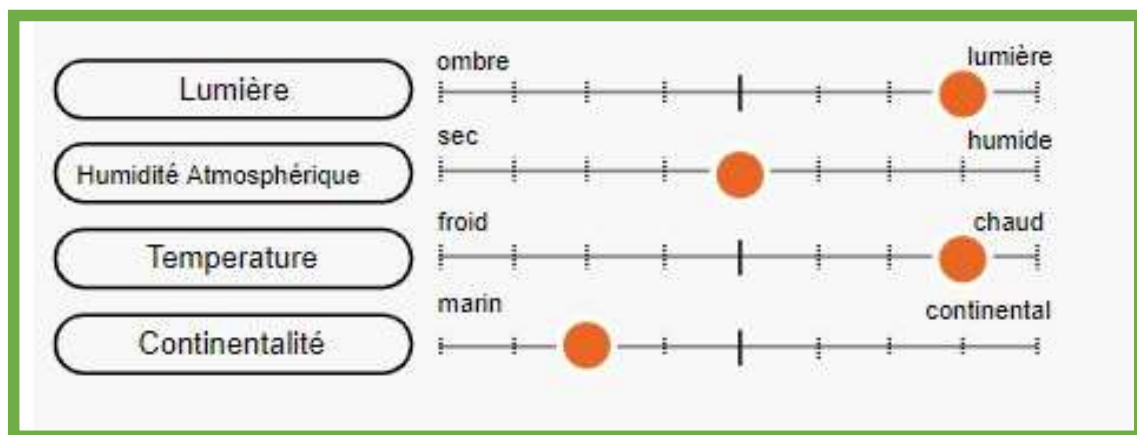 Lumière
ombre
lumière
Humidité Atmosphérique
sec
humide
Temperature
froid
chaud
Continentalité
marin
continental